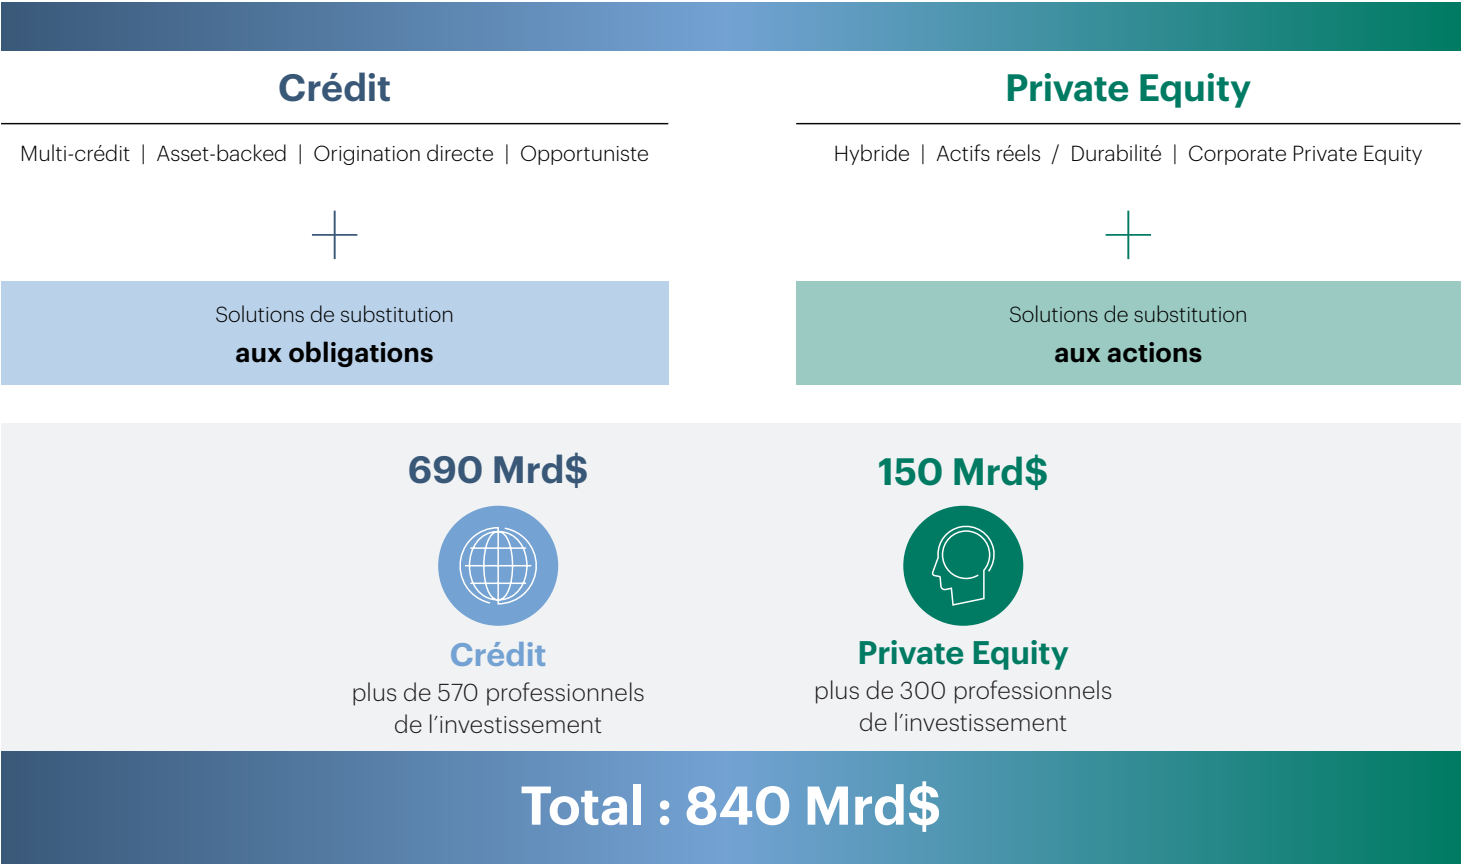 Crédit
Multi-crédit | Asset-backed | Origination directe | Opportuniste
Solutions de substitution
aux obligations
Private Equity
Hybride | Actifs réels / Durabilité | Corporate Private Equity
Solutions de substitution
aux actions
690 Mrd$
Crédit
plus de 570 professionnels
de l’investissement
150 Mrd$
Private Equity
plus de 300 professionnels
de l’investissement
Total : 840 Mrd$